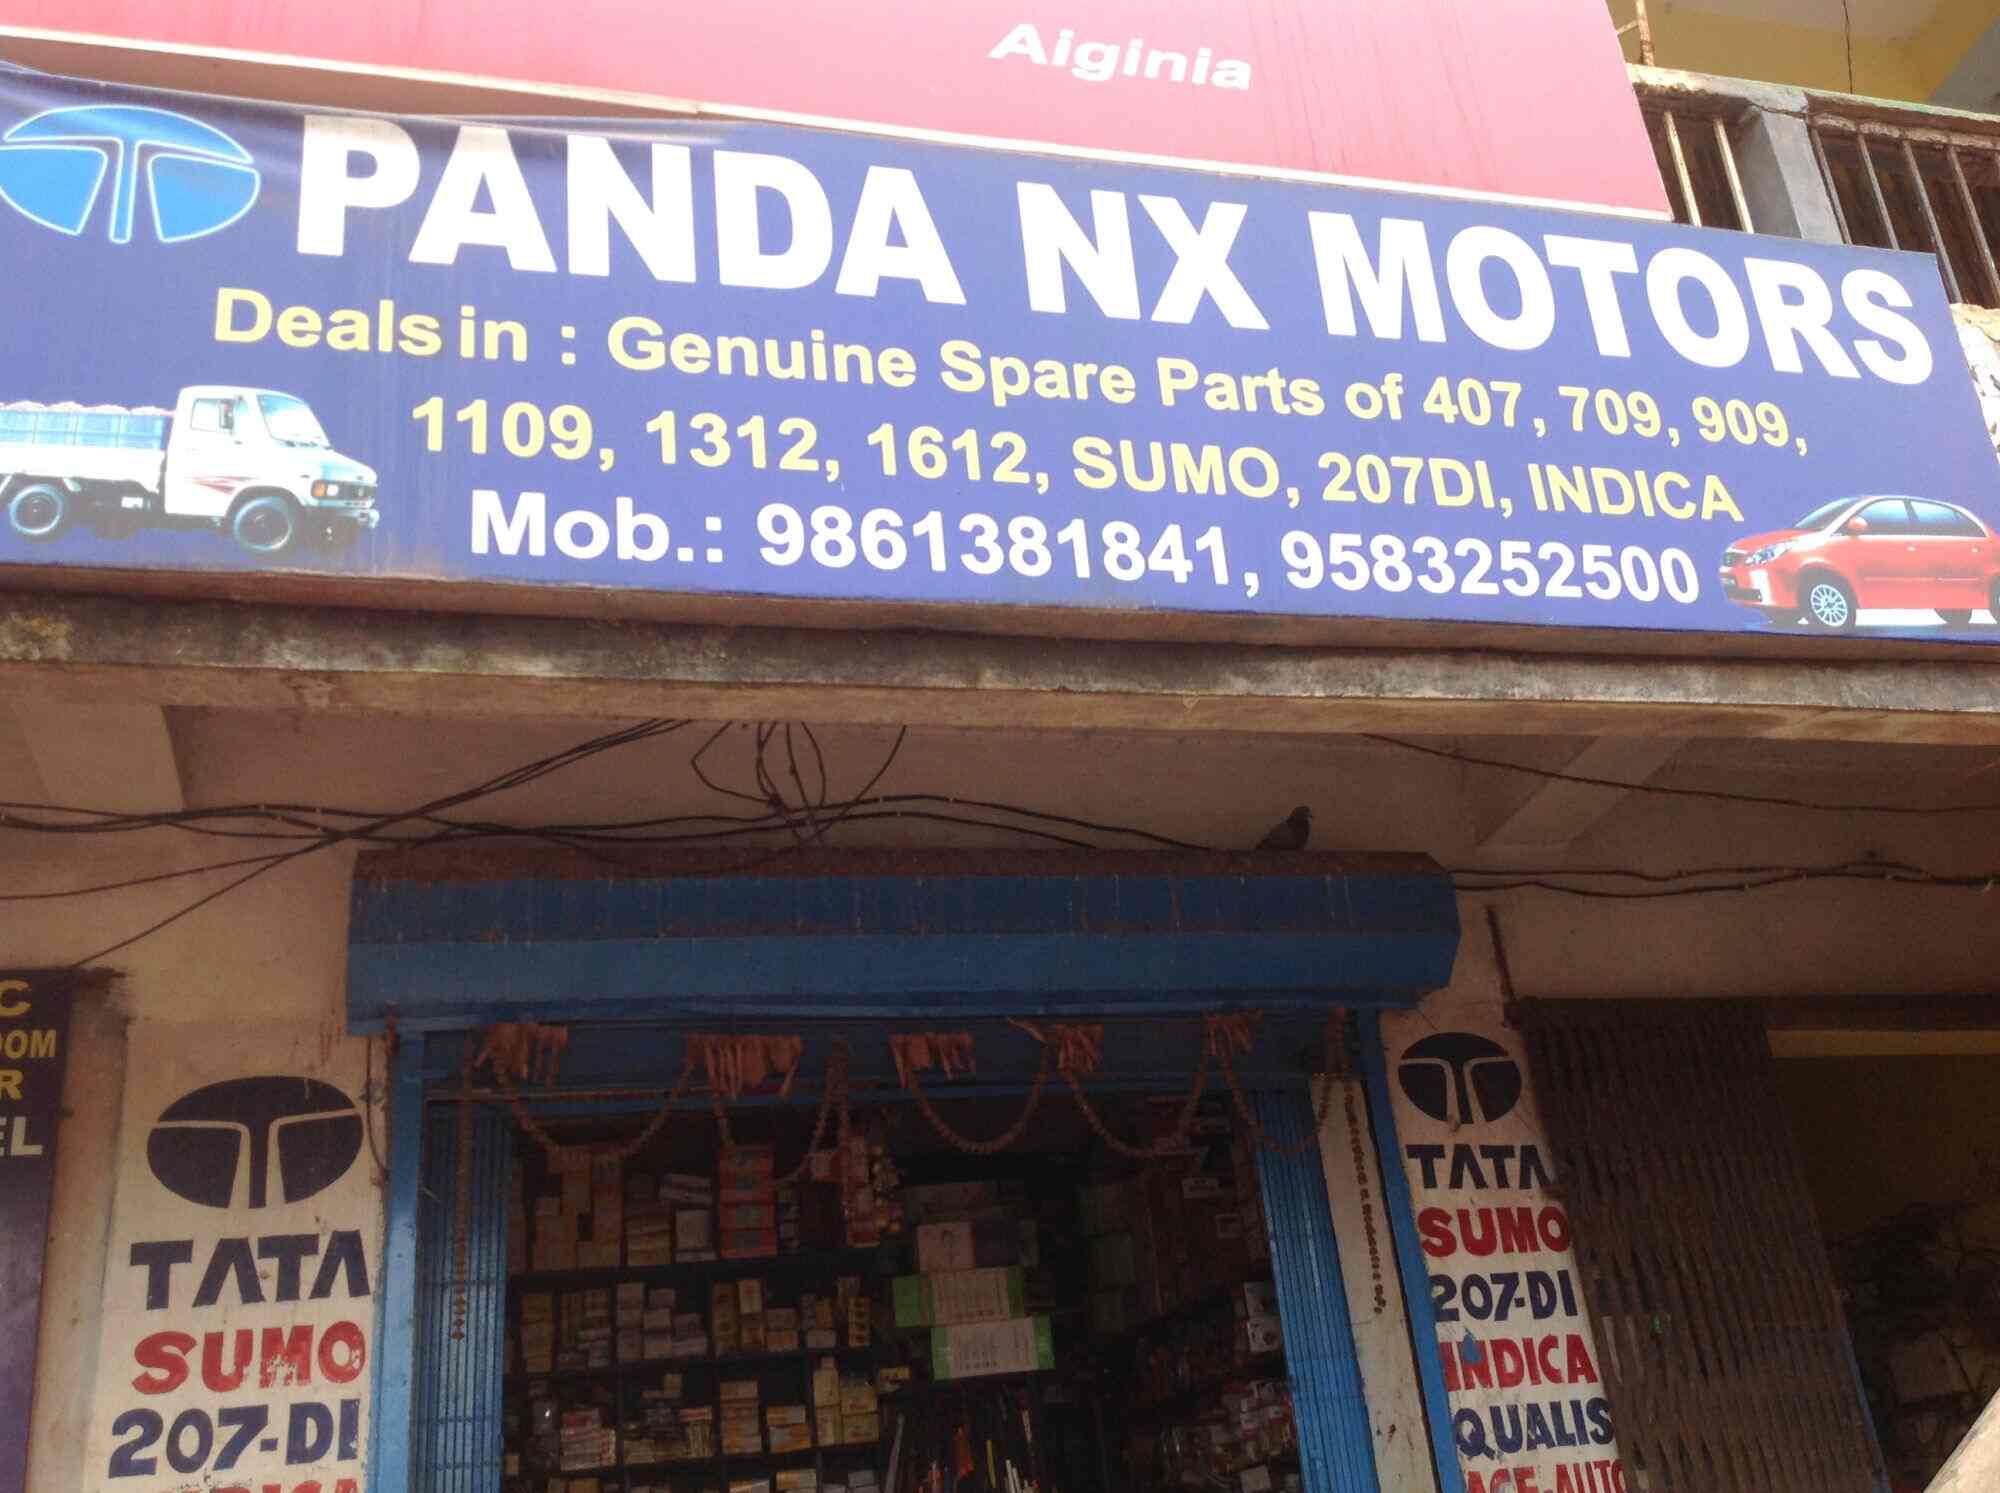 Aiginia
PANDA NX MOTORS
Deals in : Genuine Spare Parts of 407, 709, 909,
1109, 1312, 1612, SUMO, 207DI, INDICA
Mob.: 9861381841, 9583252500
TATA
SUMO
207-DI
TATA
SUMO
207-DI
INDICA
QUALIS